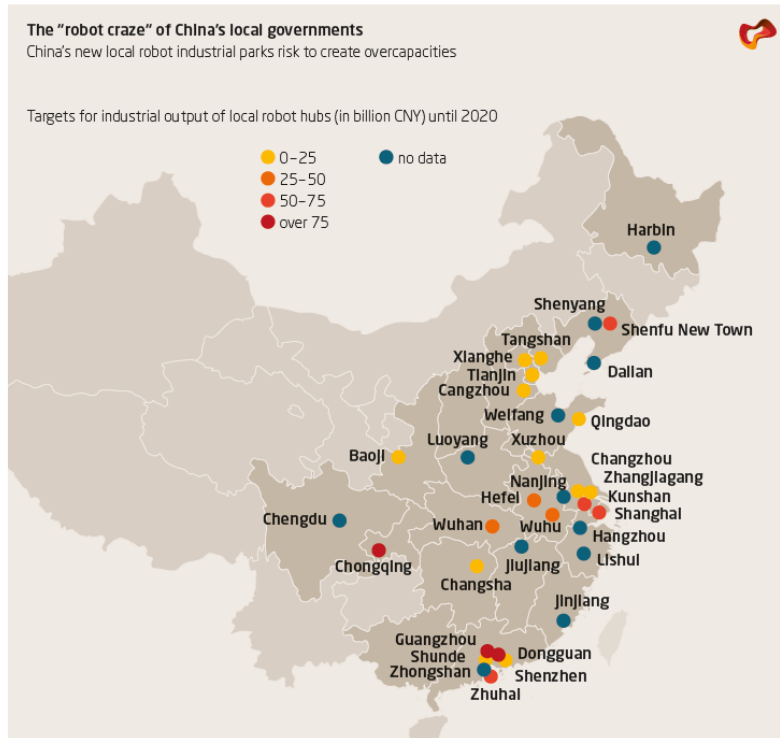 The "robot craze" of China's local governments
China's new local robot industrial parks risk to create overcapacities
Targets for industrial output of local robot hubs (in billion CNY) until 2020
0–25
no data
25–50
50–75
over 75
Harbin
Shenyang
Shenfu New Town
Tangshan
Xianghe
Tianjin
Dalian
Cangzhou
Weifang
Qingdao
Luoyang
Xuzhou
Baoji
Changzhou
Zhangjiagang
Nanjing
Kunshan
Hefei
Shanghai
Chengdu
Wuhan
Wuhu
Hangzhou
Lishui
Chongqing
Jiujiang
Changsha
Jinjiang
Guangzhou
Dongguan
Shunde
Zhongshan
Shenzhen
Zhuhai